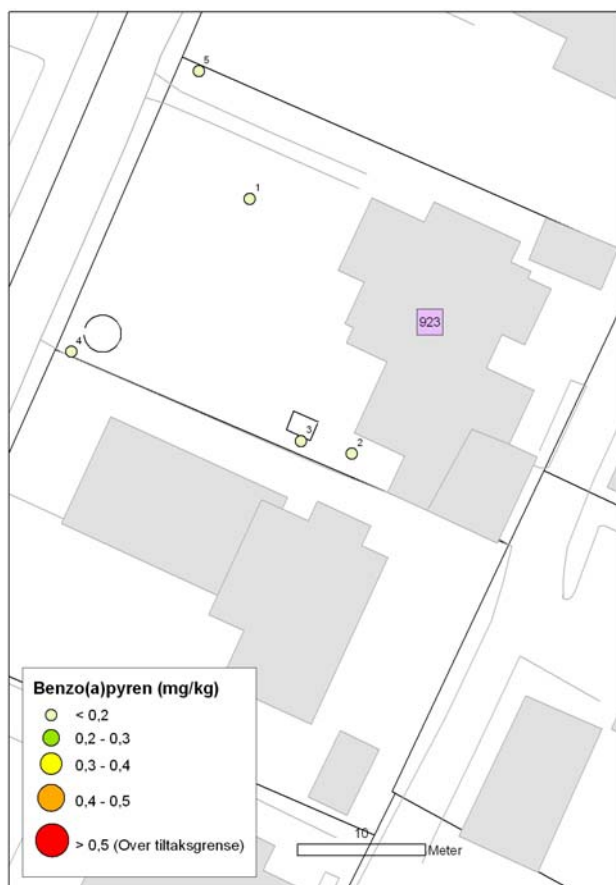 5
1
923
4
3
2
Benzo(a)pyren (mg/kg)
< 0,2
0,2 - 0,3
0,3 - 0,4
0,4 - 0,5
> 0,5 (Over tiltaksgrense)
10
Meter